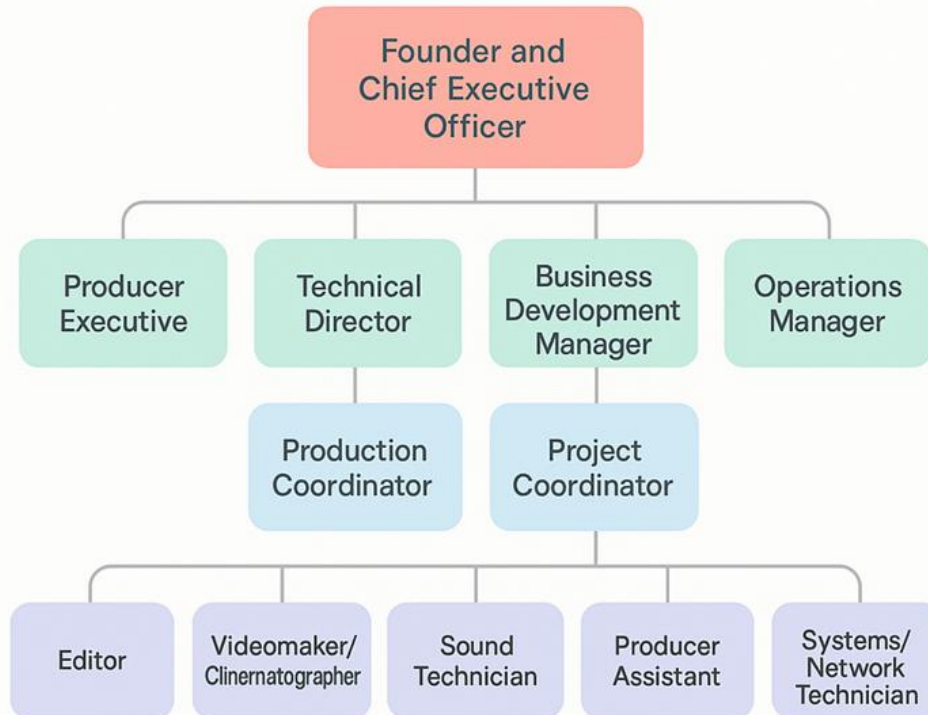 Founder and
Chief Executive
Officer
Producer
Executive
Technical
Director
Business
Development
Manager
Operations
Manager
Production
Coordinator
Project
Coordinator
Editor
Videomaker/
Clinernatographer
Sound
Technician
Producer
Assistant
Systems/
Network
Technician